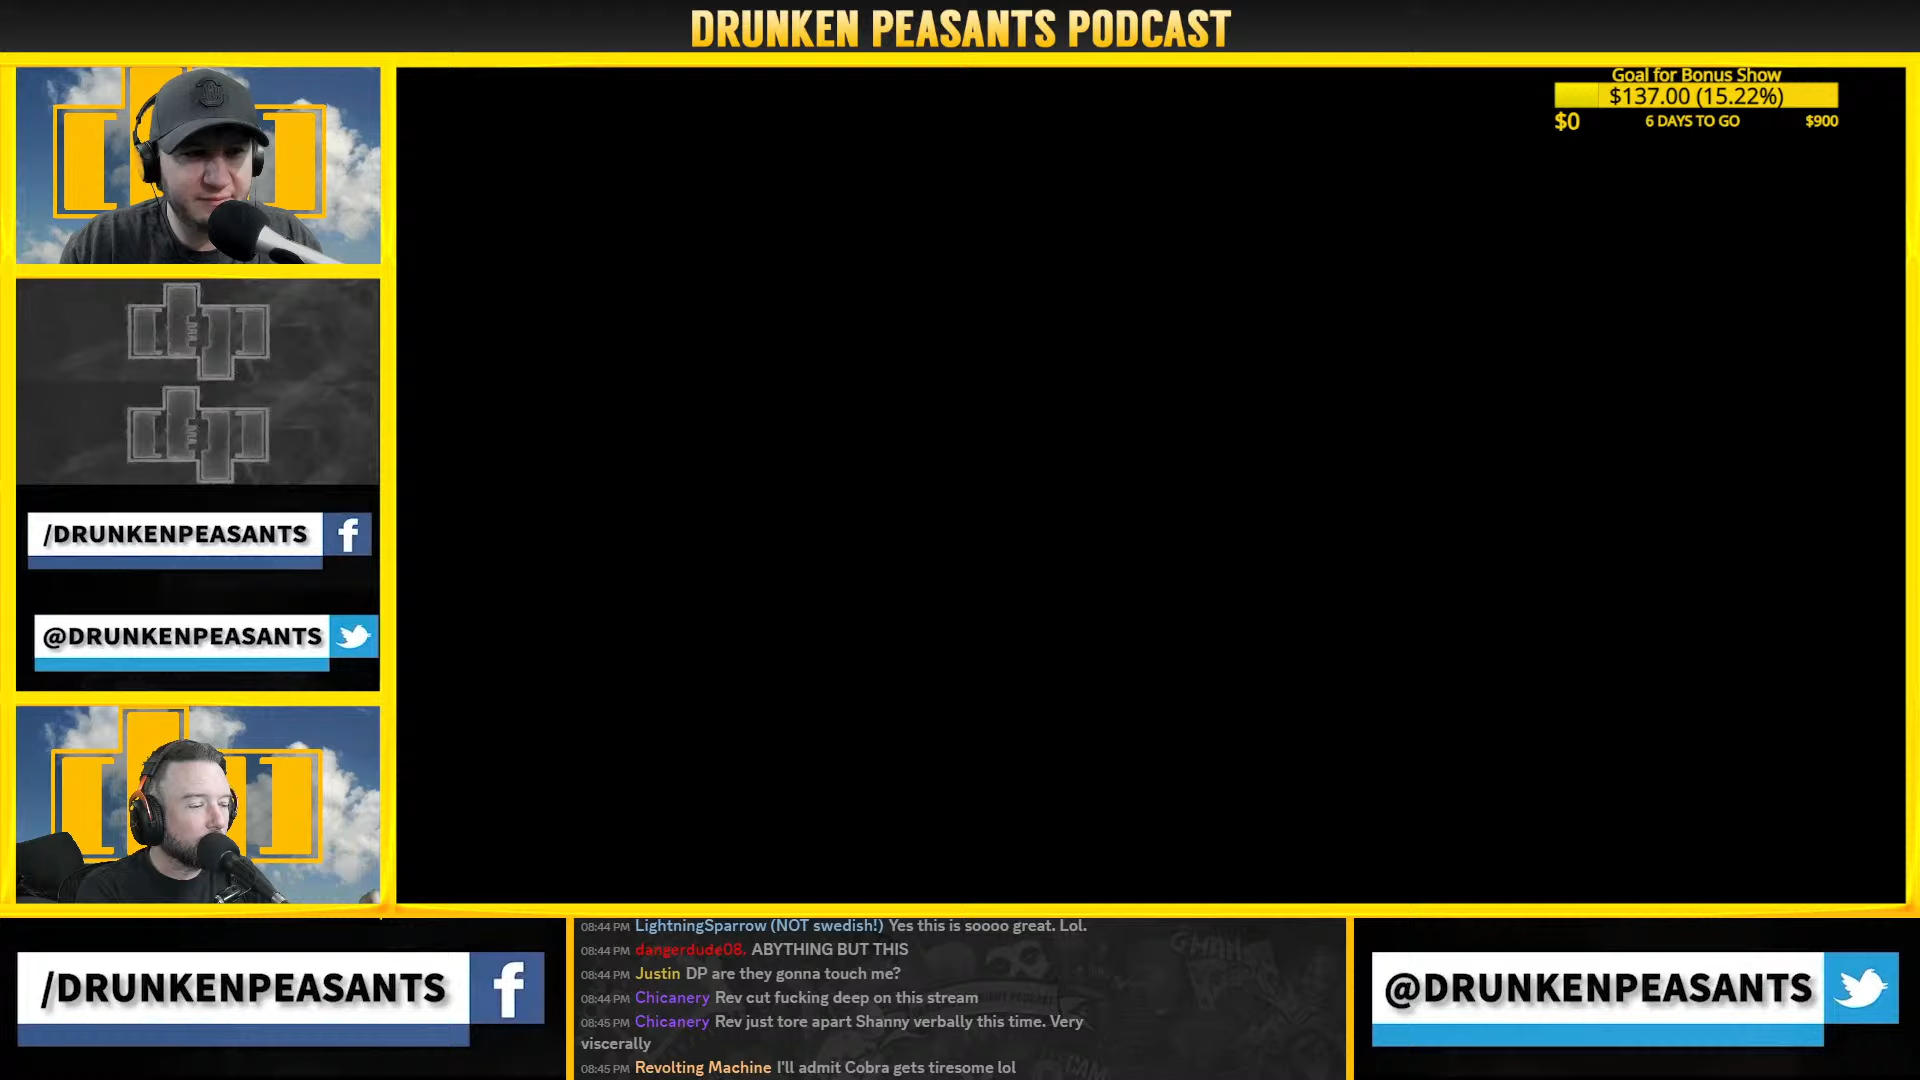 DRUNKEN PEASANTS PODCAST
Goal for Bonus Show
$137.00 (15.22%)
$0 6 DAYS TO GO $900
/DRUNKENPEASANTS f
@DRUNKENPEASANTS
/DRUNKENPEASANTS f
08:44 PM LightningSparrow (NOT swedish!) Yes this is soooo great. Lol.
08:44 PM dangerdude08. ABYTHING BUT THIS
08:44 PM Justin DP are they gonna touch me?
08:44 PM Chicanery Rev cut fucking deep on this stream
08:45 PM Chicanery Rev just tore apart Shanny verbally this time. Very
viscerally
08:45 PM Revolting Machine I'll admit Cobra gets tiresome lol
@DRUNKENPEASANTS